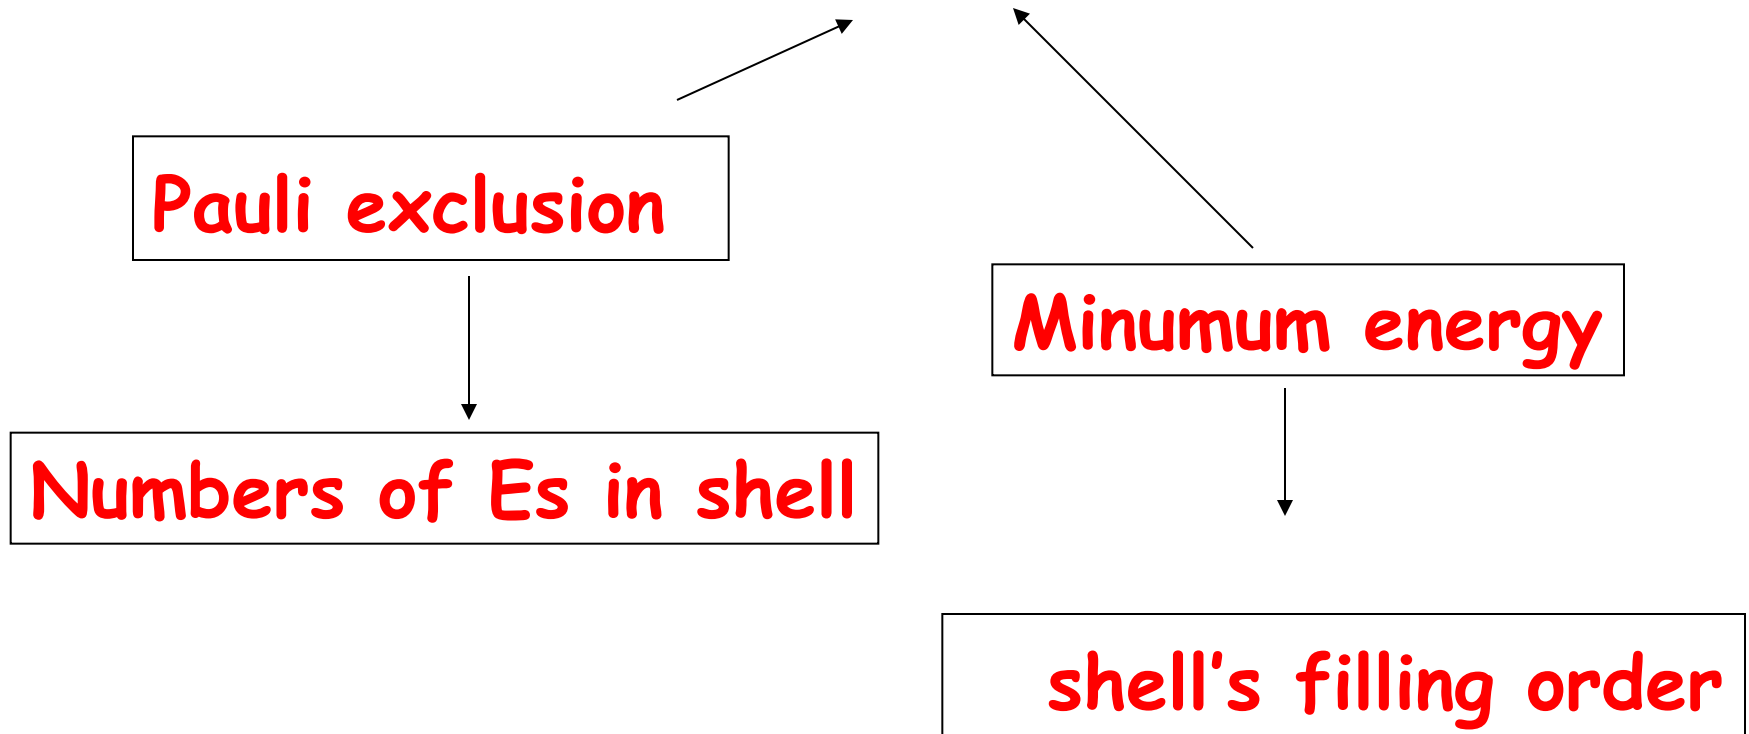 Pauli exclusion
Minumum energy
Numbers of Es in shell
shell’s filling order